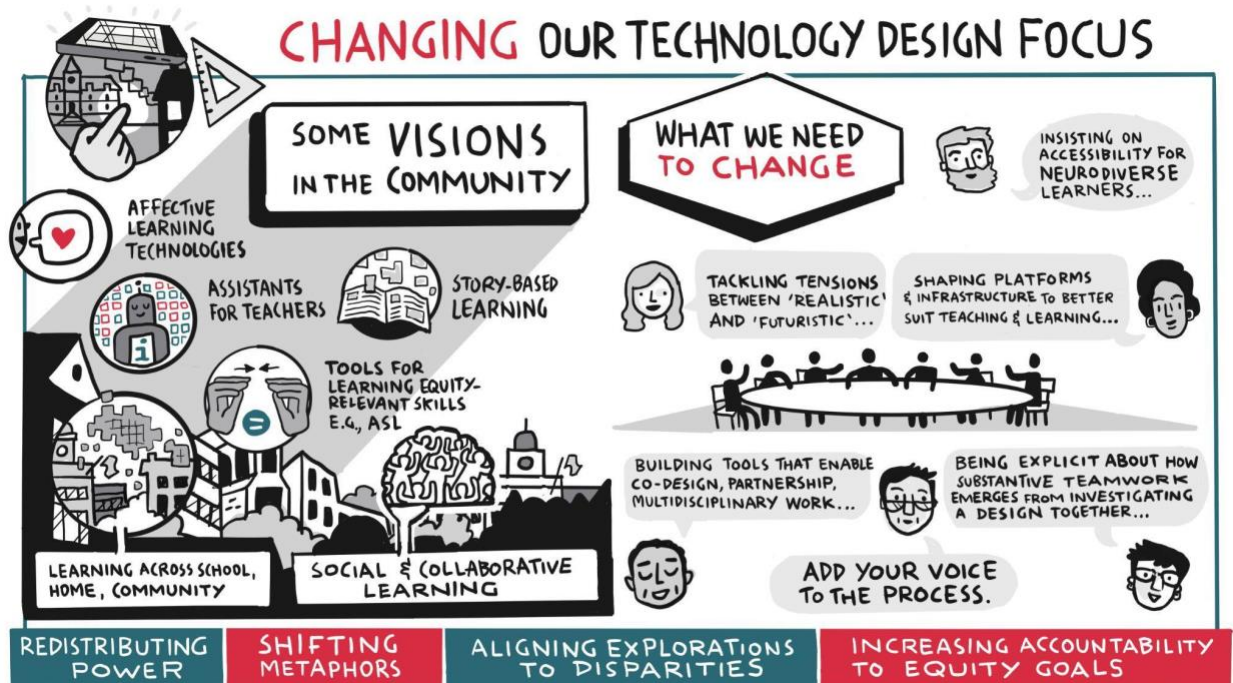 CHANGING OUR TECHNOLOGY DESIGN FOCUS
SOME VISIONS
IN THE COMMUNITY
AFFECTIVE
LEARNING
TECHNOLOGIES
ASSISTANTS
FOR TEACHERS
i
STORY-BASED
LEARNING
TOOLS FOR
LEARNING EQUITY-
RELEVANT SKILLS
E.G., ASL
=
LEARNING ACROSS SCHOOL,
HOME, COMMUNITY
SOCIAL & COLLABORATIVE
LEARNING
WHAT WE NEED
TO CHANGE
INSISTING ON
ACCESSIBILITY FOR
NEURODIVERSE
LEARNERS...
TACKLING TENSIONS
BETWEEN 'REALISTIC'
AND 'FUTURISTIC'...
SHAPING PLATFORMS
& INFRASTRUCTURE TO BETTER
SUIT TEACHING & LEARNING...
BUILDING TOOLS THAT ENABLE
CO-DESIGN, PARTNERSHIP,
MULTIDISCIPLINARY WORK...
BEING EXPLICIT ABOUT HOW
SUBSTANTIVE TEAMWORK
EMERGES FROM INVESTIGATING
A DESIGN TOGETHER...
ADD YOUR VOICE
TO THE PROCESS.
REDISTRIBUTING
POWER
SHIFTING
METAPHORS
ALIGNING EXPLORATIONS
TO DISPARITIES
INCREASING ACCOUNTABILITY
TO EQUITY GOALS